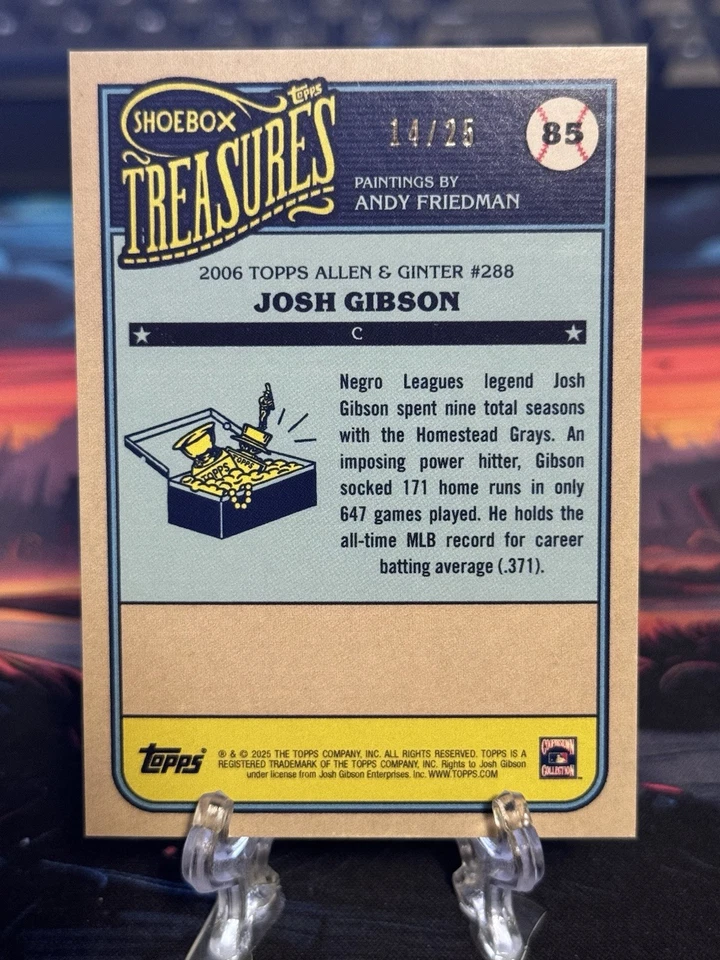 TOPPS
SHOEBOX
TREASURES
14/25
85
PAINTINGS BY
ANDY FRIEDMAN
2006 TOPPS ALLEN & GINTER #288
JOSH GIBSON
C
Negro Leagues legend Josh
Gibson spent nine total seasons
with the Homestead Grays. An
imposing power hitter, Gibson
socked 171 home runs in only
647 games played. He holds the
all-time MLB record for career
batting average (.371).
TOPPS
TOPPS
Topps
® & © 2025 THE TOPPS COMPANY, INC. ALL RIGHTS RESERVED. TOPPS IS A
REGISTERED TRADEMARK OF THE TOPPS COMPANY, INC. Rights to Josh Gibson
under license from Josh Gibson Enterprises. Inc. WWW.TOPPS.COM
COOPERSTOWN
COLLECTION